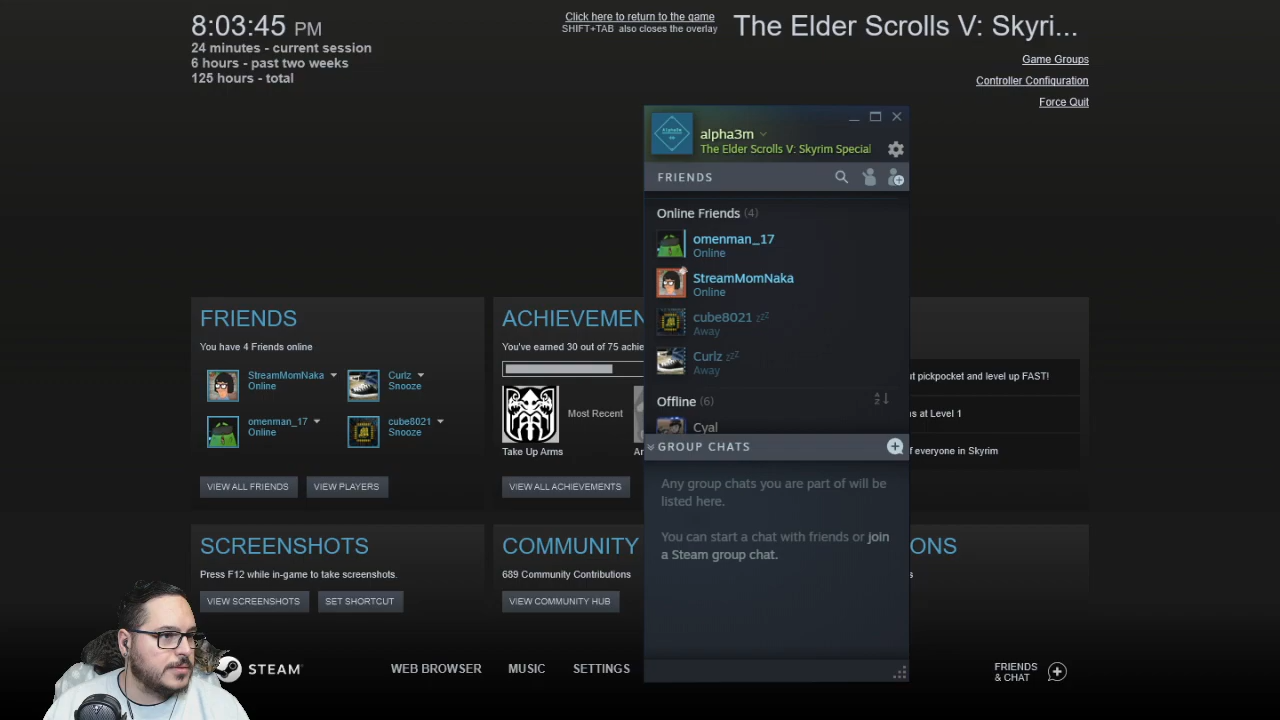 8:03:45 PM
24 minutes - current session
6 hours - past two weeks
125 hours - total
Click here to return to the game
SHIFT+TAB also closes the overlay
The Elder Scrolls V: Skyri...
Game Groups
Controller Configuration
Force Quit
alpha3m
The Elder Scrolls V: Skyrim Special
FRIENDS
Online Friends (4)
omenman_17
Online
StreamMomNaka
Online
cube8021 zzz
Away
Curlz zzz
Away
Offline (6)
Cyal
GROUP CHATS
Any group chats you are part of will be
listed here.
You can start a chat with friends or join
a Steam group chat.
FRIENDS
You have 4 Friends online
StreamMomNaka
Online
Curlz
Snooze
omenman_17
Online
cube8021
Snooze
VIEW ALL FRIENDS
VIEW PLAYERS
ACHIEVEMEN
You've earned 30 out of 75 achie
Most Recent
Take Up Arms
VIEW ALL ACHIEVEMENTS
ut pickpocket and level up FAST!
ns at Level 1
f everyone in Skyrim
SCREENSHOTS
Press F12 while in-game to take screenshots.
VIEW SCREENSHOTS
SET SHORTCUT
COMMUNITY
689 Community Contributions
VIEW COMMUNITY HUB
ONS
s
STEAM
WEB BROWSER
MUSIC
SETTINGS
FRIENDS
& CHAT